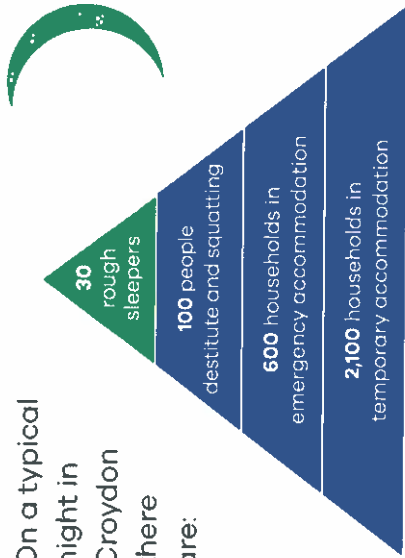 On a typical
night in
Croydon
there
are:
30
rough
sleepers
100 people
destitute and squatting
600 households in
emergency accommodation
2,100 households in
temporary accommodation